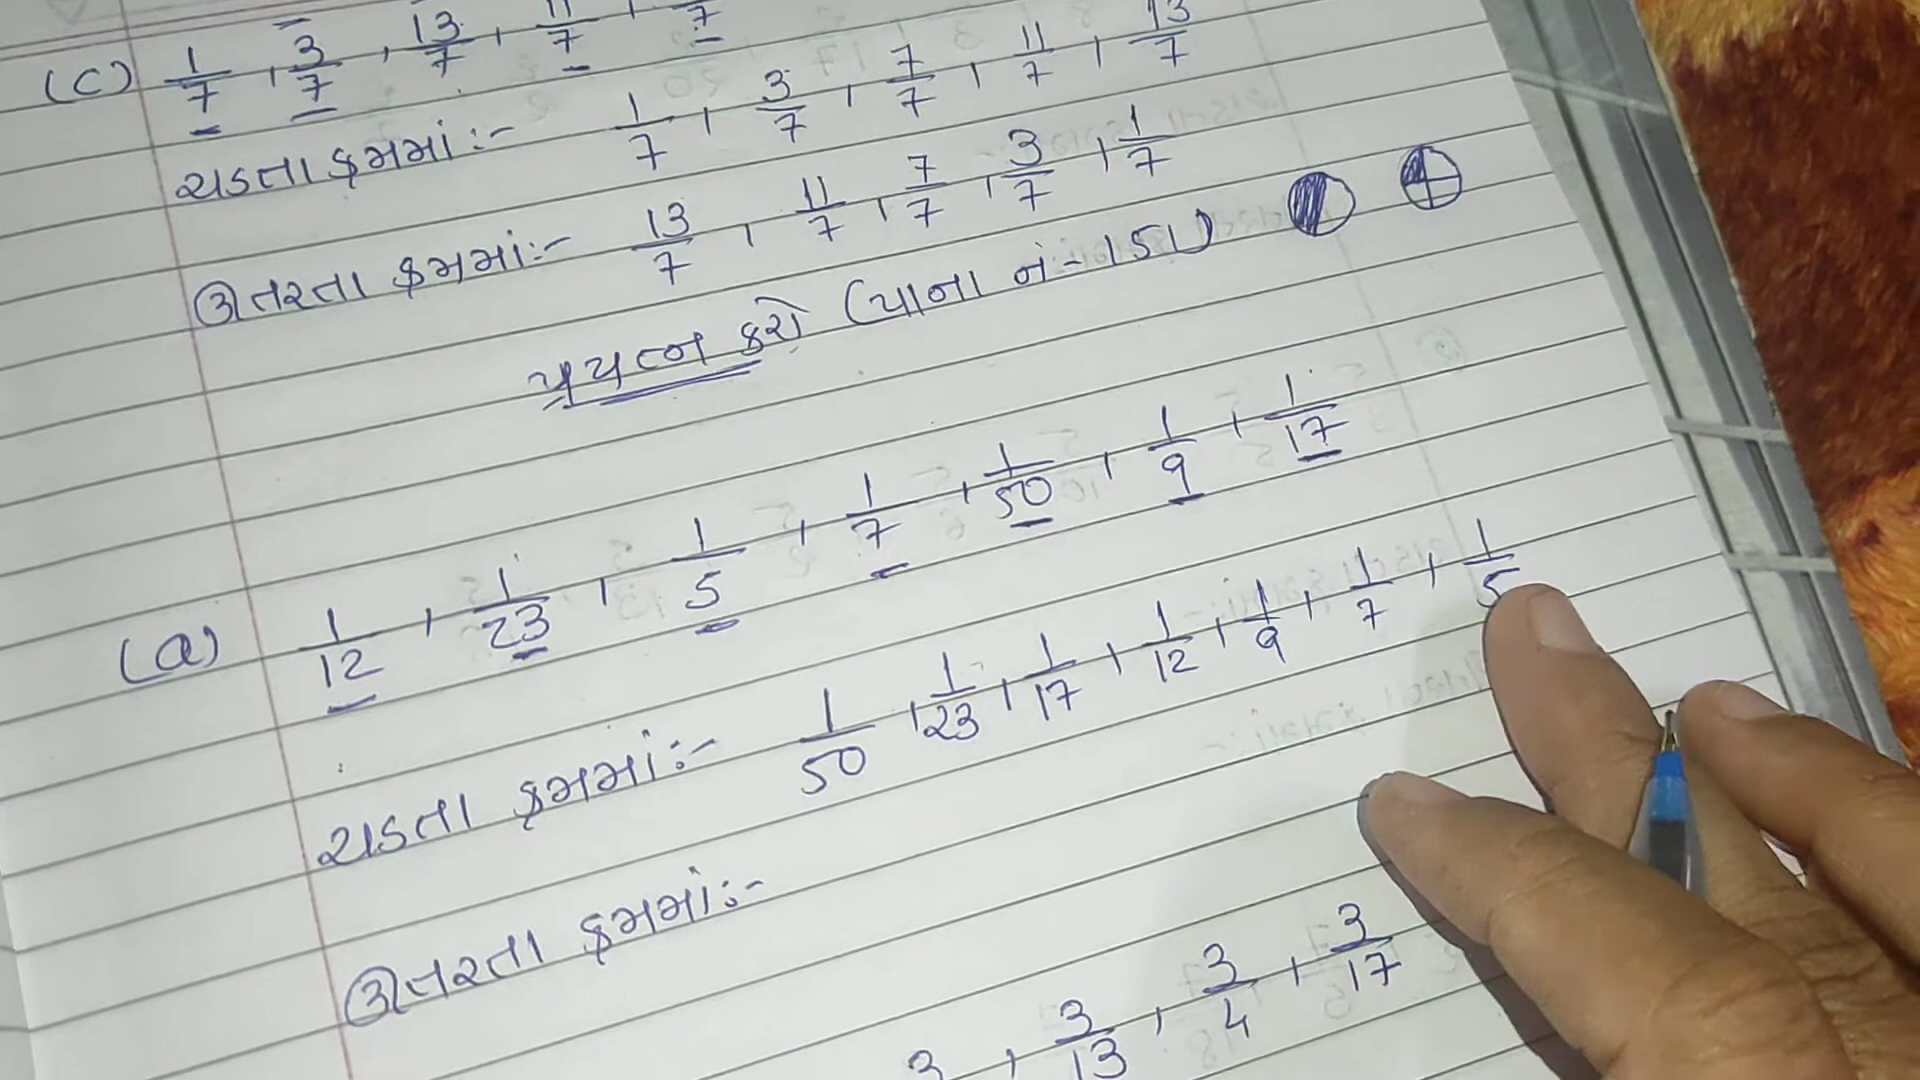 (c) 1/7 , 3/7 , 13/7 , 11/7 , 7
ચડતા ક્રમમાં:- 1/7 , 3/7 , 7/7 , 11/7 , 13/7
ઊતરતા ક્રમમાં:- 13/7 , 11/7 , 7/7 , 3/7 , 1/7
પ્રયત્ન કરો (પાના નં-151)
(a) 1/12 , 1/23 , 1/5 , 1/7 , 1/50 , 1/9 , 1/17
ચડતા ક્રમમાં:- 1/50 , 1/23 , 1/17 , 1/12 , 1/9 , 1/7 , 1/5
ઊતરતા ક્રમમાં:-
3 , 3/13 , 3/4 , 3/17